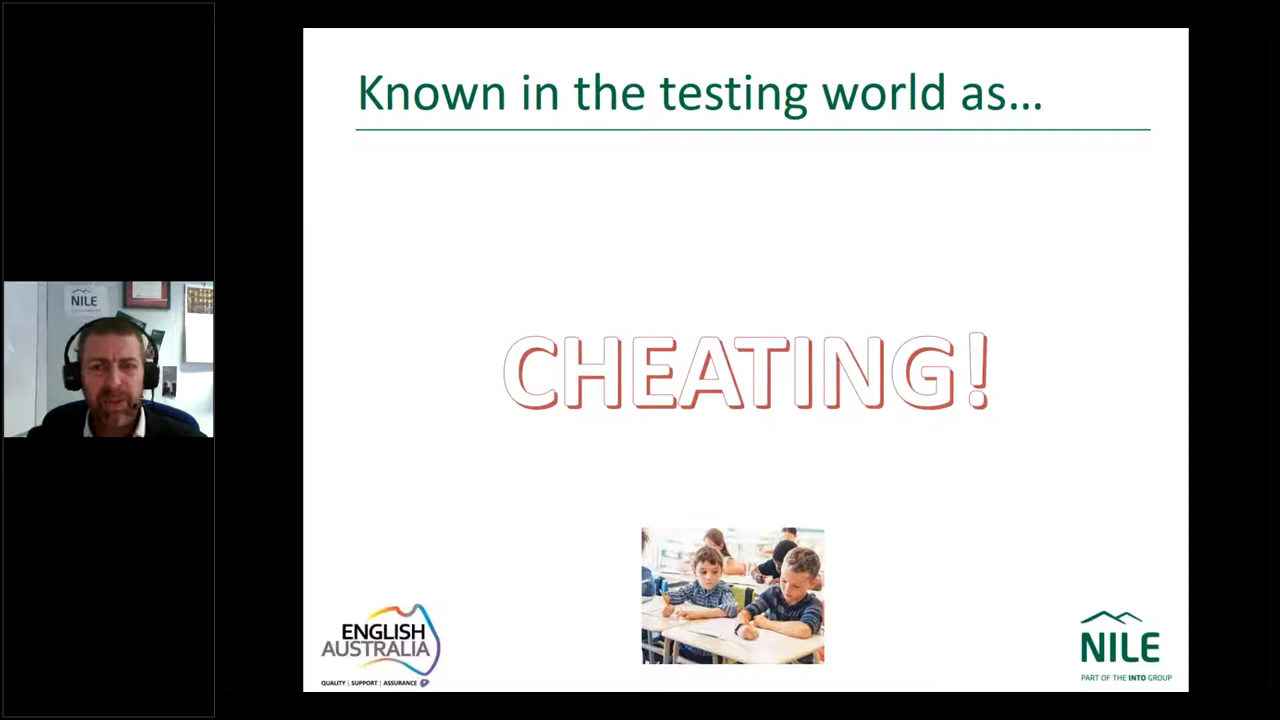 Known in the testing world as...
CHEATING!
NILE
ENGLISH
AUSTRALIA
QUALITY | SUPPORT | ASSURANCE
NILE
PART OF THE INTO GROUP